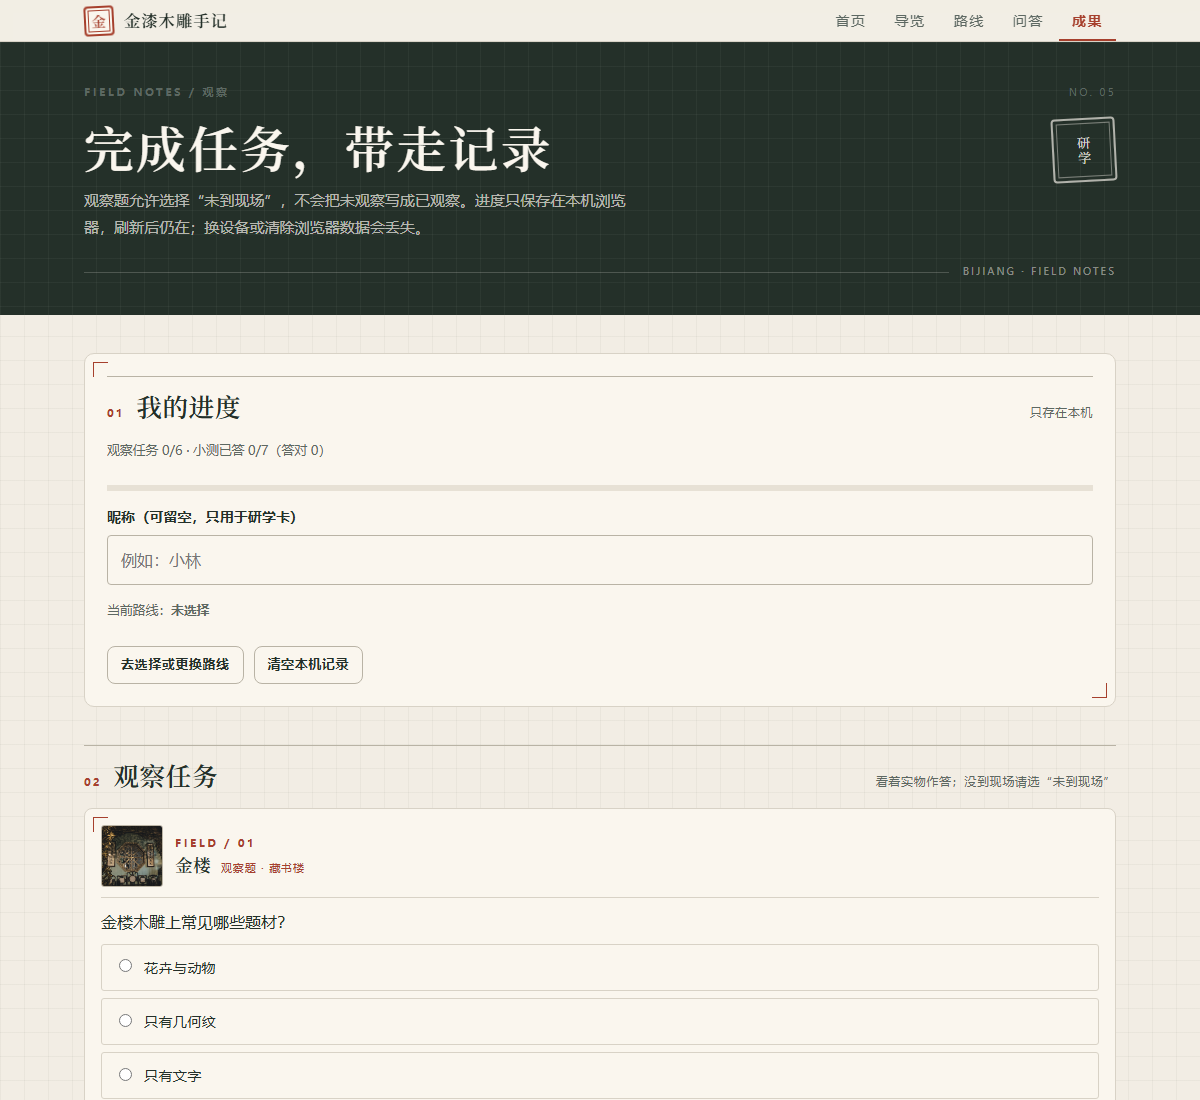 金
金漆木雕手记
首页 导览 路线 问答 成果
FIELD NOTES / 观察
NO. 05
完成任务，带走记录
研
学
观察题允许选择“未到现场”，不会把未观察写成已观察。进度只保存在本机浏览
器，刷新后仍在；换设备或清除浏览器数据会丢失。
BIJIANG · FIELD NOTES
01 我的进度
只存在本机
观察任务 0/6 · 小测已答 0/7（答对 0）
昵称（可留空，只用于研学卡）
例如：小林
当前路线：未选择
去选择或更换路线
清空本机记录
02 观察任务
看着实物作答；没到现场请选“未到现场”
FIELD / 01
金楼 观察题 · 藏书楼
金楼木雕上常见哪些题材？
花卉与动物
只有几何纹
只有文字